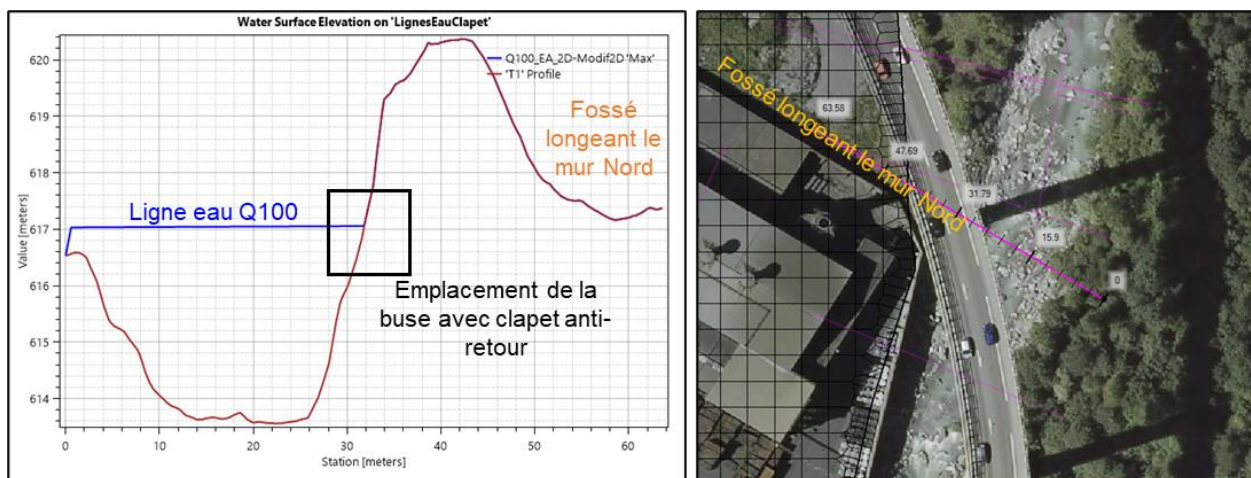 Water Surface Elevation on 'LignesEauClapet'
Q100_EA_2D-Modif2D 'Max'
'T1' Profile
Fossé
longeant le
mur Nord
Ligne eau Q100
Emplacement de la
buse avec clapet anti-
retour
Value [meters]
620
619
618
617
616
615
614
0
10
20
30
40
50
60
Station [meters]
Fossé longeant le mur Nord
63.58
47.69
31.79
15.9
0